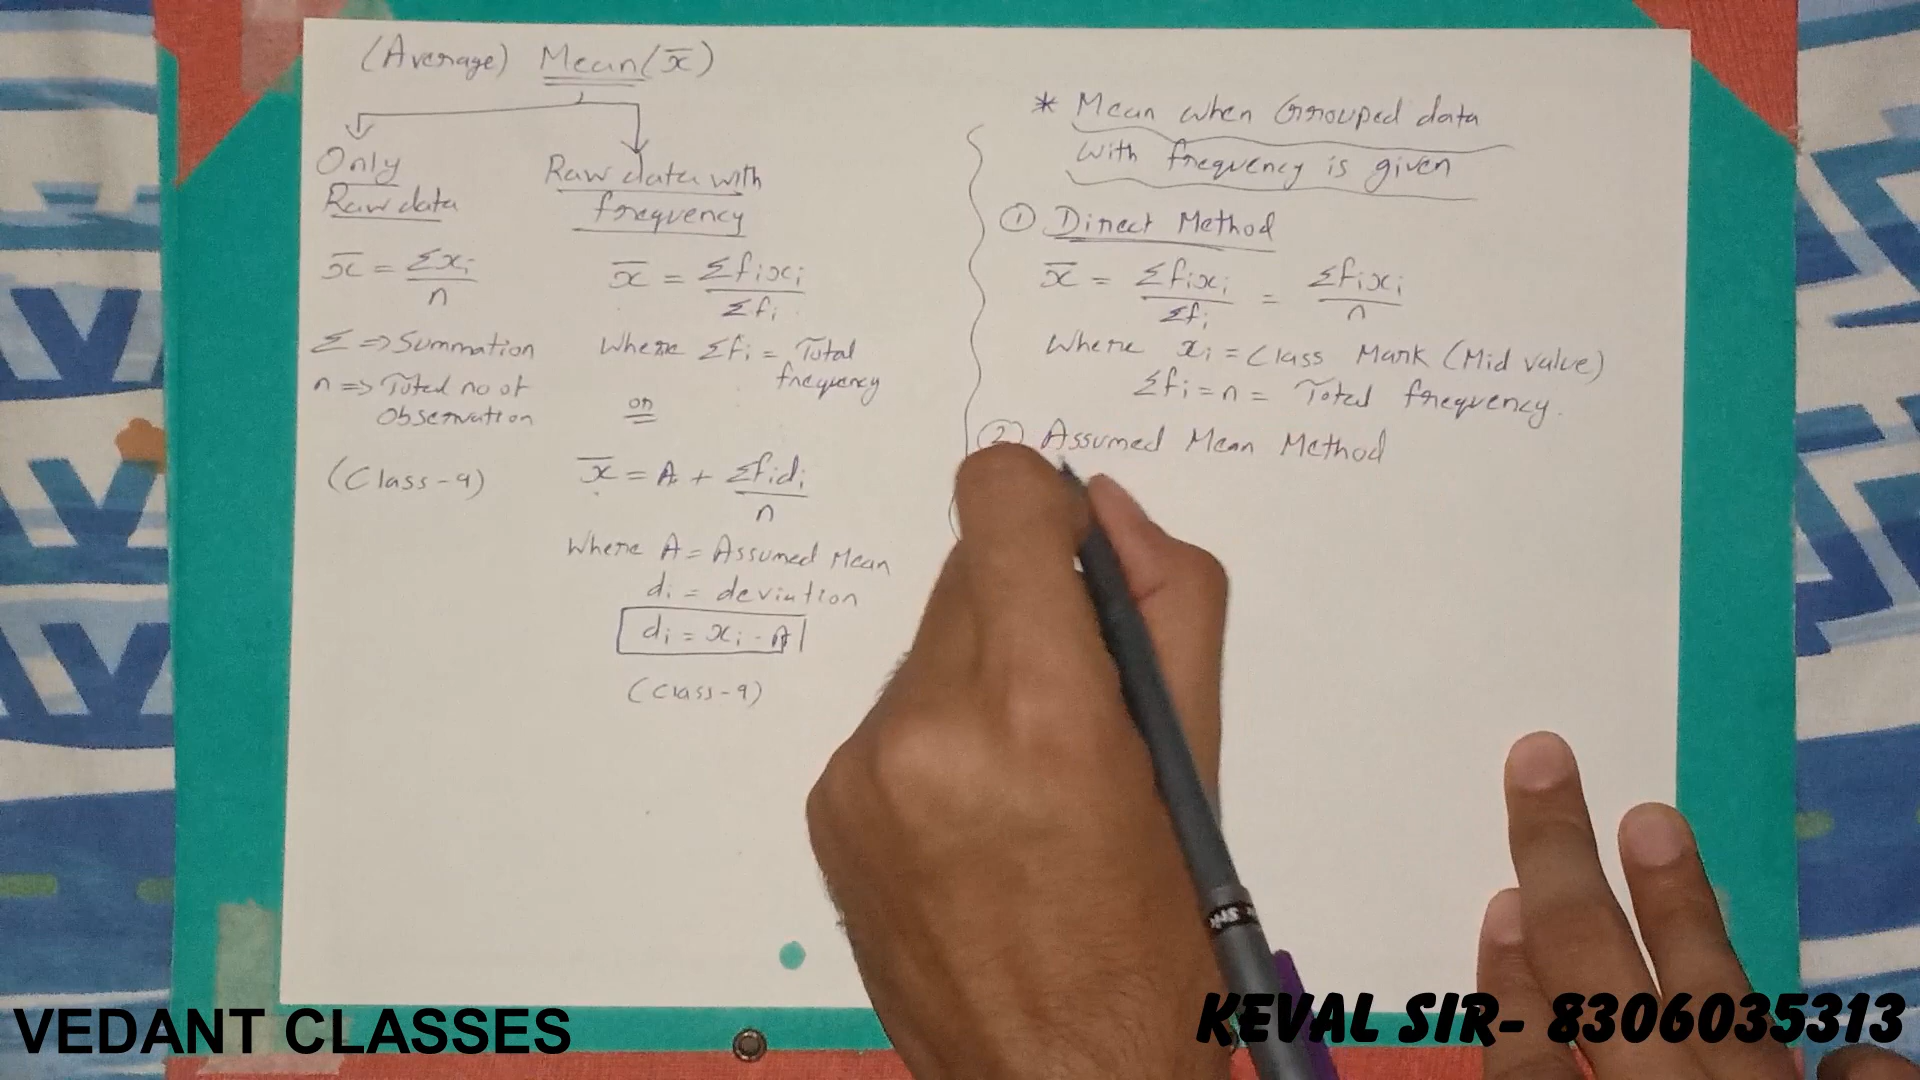 (Average) Mean (x̄)
Only
Raw data
x̄ = Σxi / n
Σ => Summation
n => Total no of
Observation
(Class-9)
Raw data with
frequency
x̄ = Σfixi / Σfi
Where Σfi = Total
frequency
or
x̄ = A + Σfidi / n
Where A = Assumed Mean
di = deviation
di = xi - A
(Class-9)
* Mean when Grouped data
with frequency is given
① Direct Method
x̄ = Σfixi / Σfi = Σfixi / n
Where xi = Class Mark (Mid value)
Σfi = n = Total frequency.
② Assumed Mean Method
VEDANT CLASSES
KEVAL SIR- 8306035313